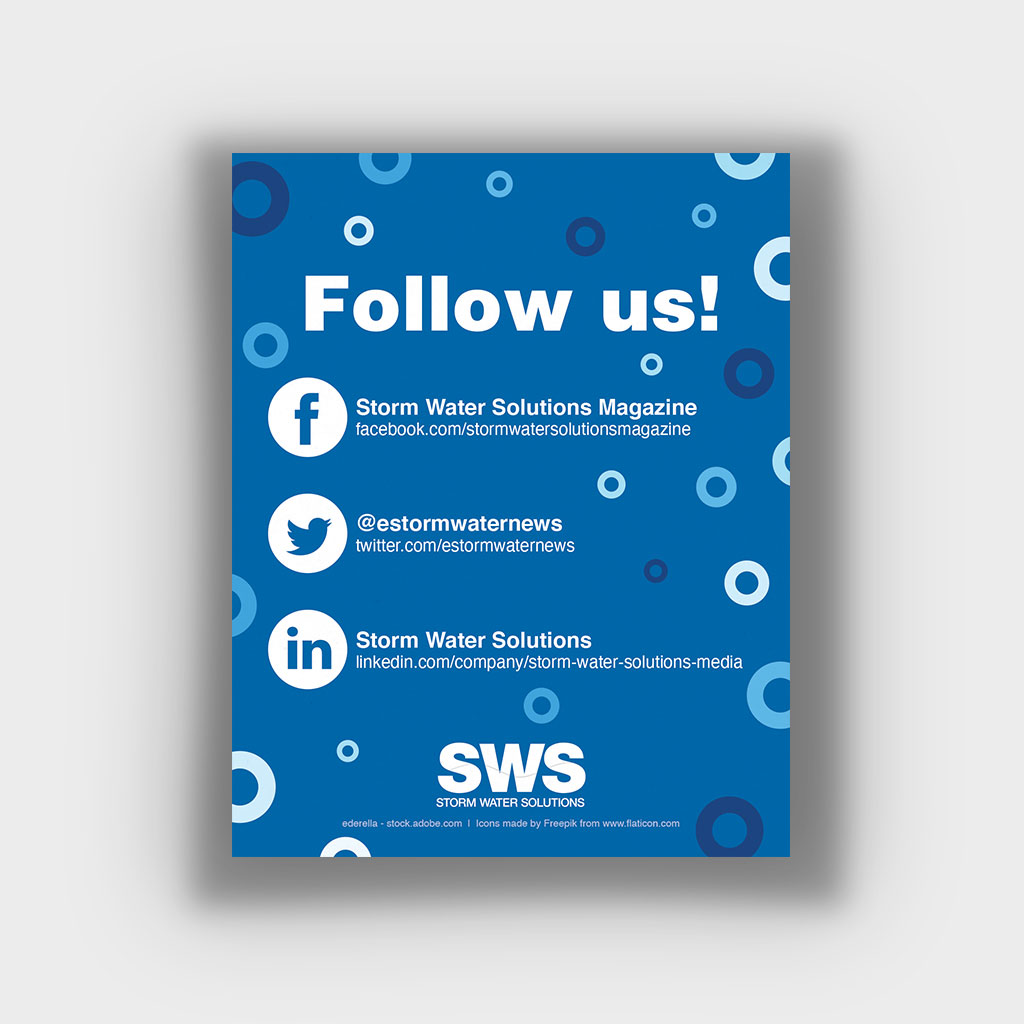 Follow us!
Storm Water Solutions Magazine
facebook.com/stormwatersolutionsmagazine
@estormwaternews
twitter.com/estormwaternews
in
Storm Water Solutions
linkedin.com/company/storm-water-solutions-media
SWS
STORM WATER SOLUTIONS
ederella - stock.adobe.com | Icons made by Freepik from www.flaticon.com